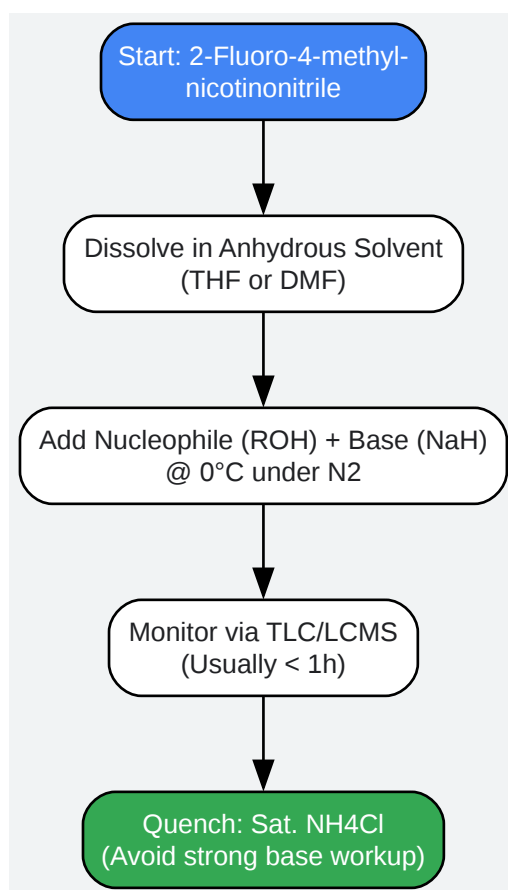 Start: 2-Fluoro-4-methyl-
nicotinonitrile
Dissolve in Anhydrous Solvent
(THF or DMF)
Add Nucleophile (ROH) + Base (NaH)
@ 0°C under N2
Monitor via TLC/LCMS
(Usually < 1h)
Quench: Sat. NH4Cl
(Avoid strong base workup)